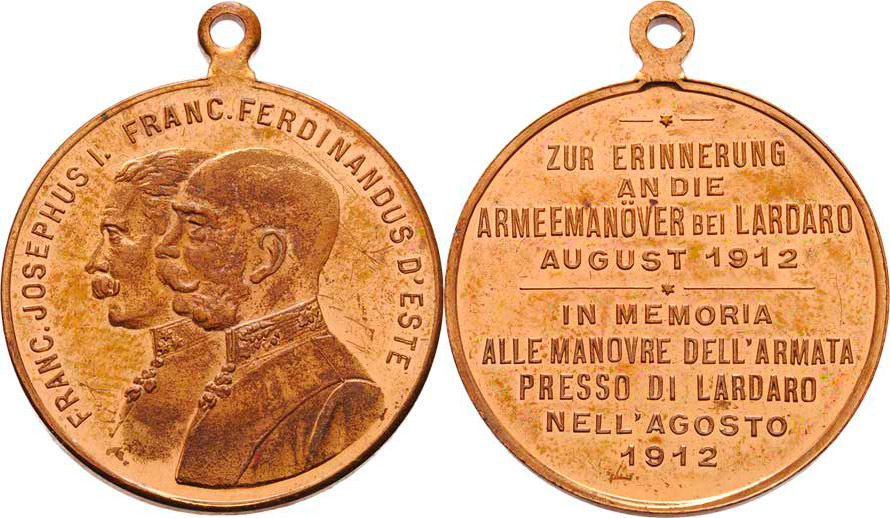 FRANC. JOSEPHUS I. FRANC. FERDINANDUS D'ESTE
ZUR ERINNERUNG
AN DIE
ARMEEMANÖVER BEI LARDARO
AUGUST 1912
IN MEMORIA
ALLE MANOVRE DELL'ARMATA
PRESSO DI LARDARO
NELL'AGOSTO
1912